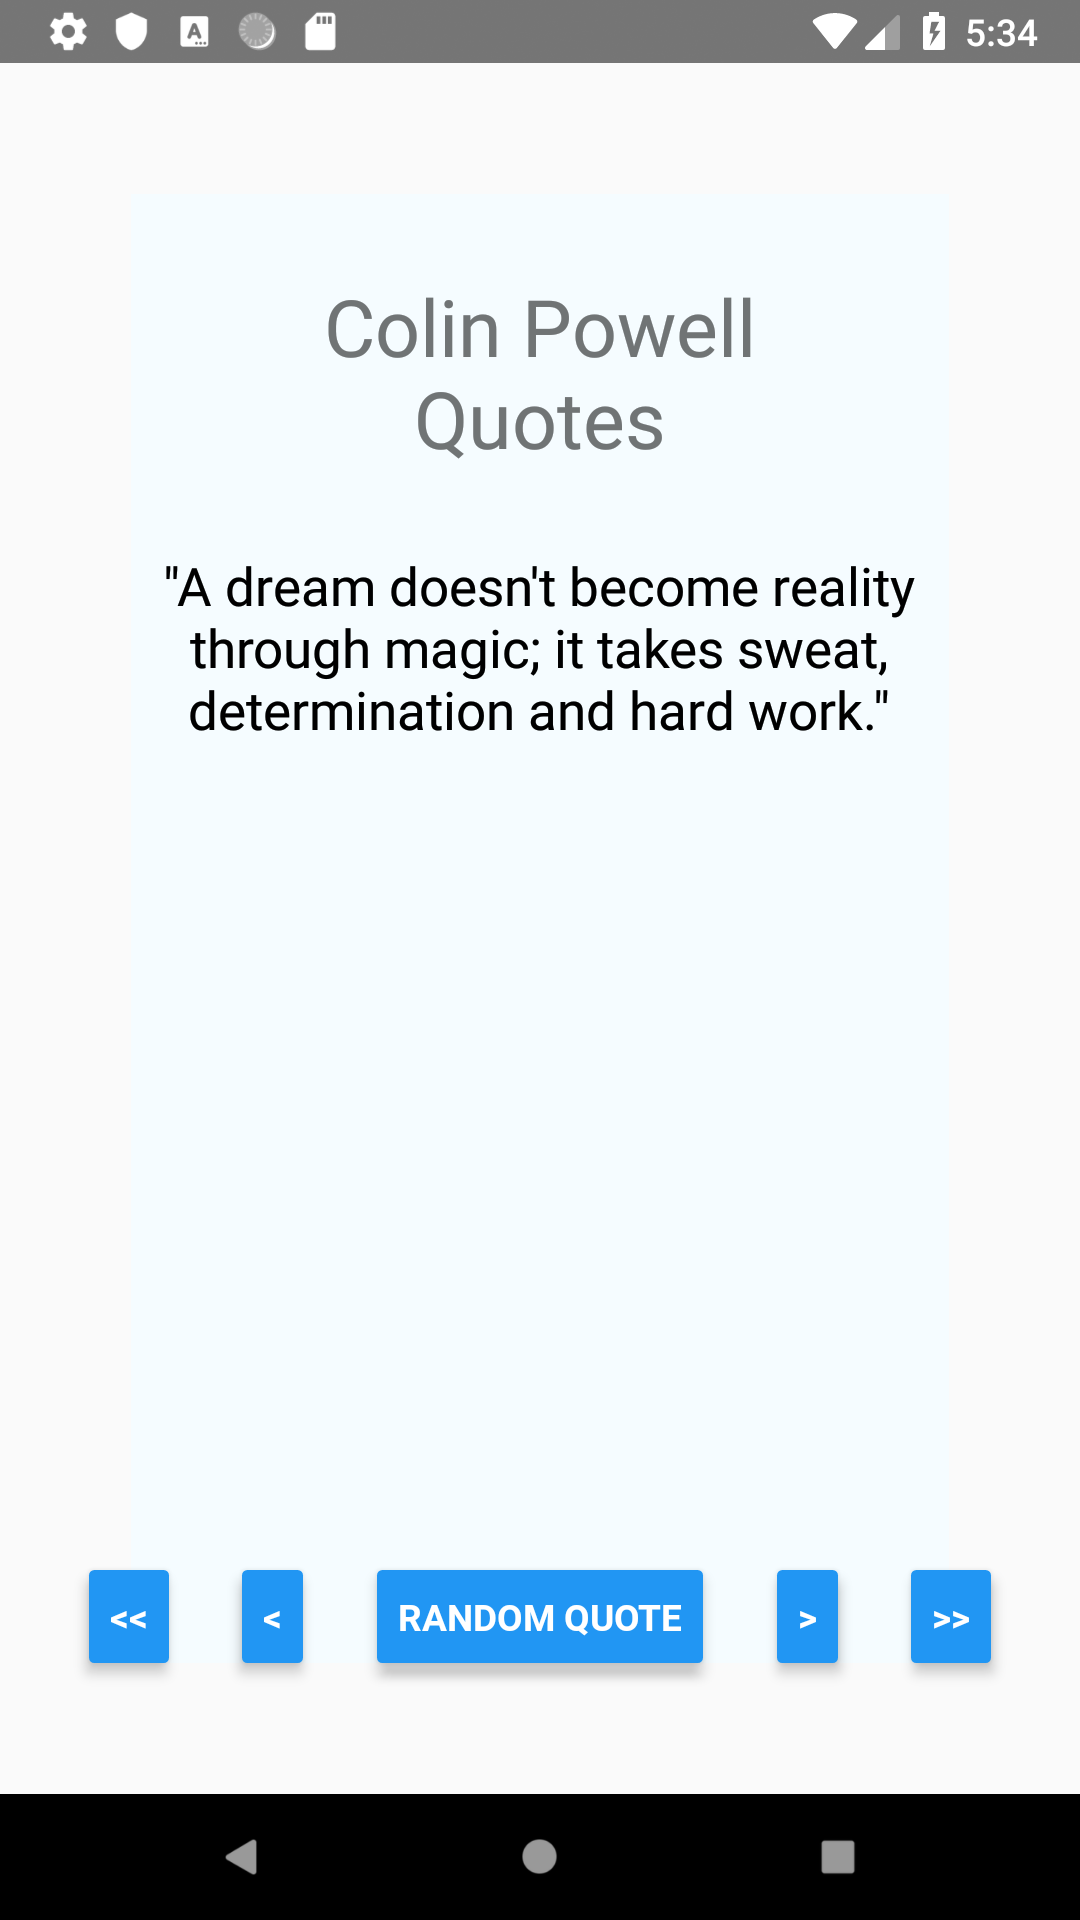 5:34
Colin Powell
Quotes
"A dream doesn't become reality
through magic; it takes sweat,
determination and hard work."
<< < RANDOM QUOTE > >>